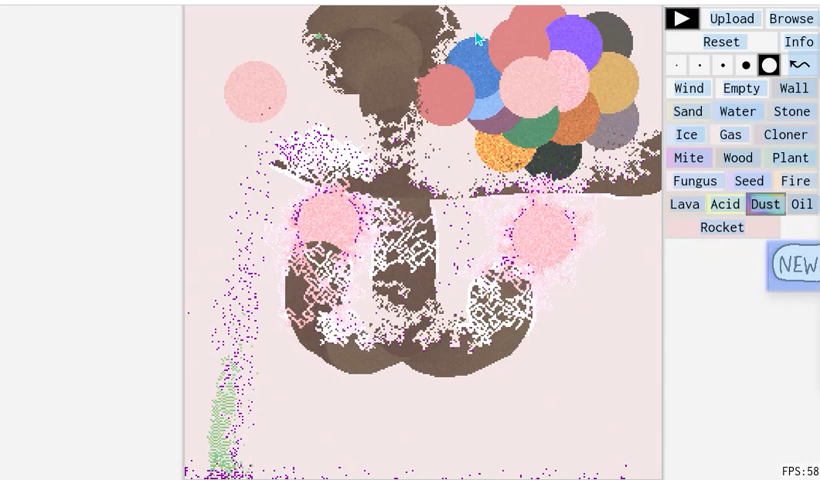 Upload Browse
Reset Info
Wind Empty Wall
Sand Water Stone
Ice Gas Cloner
Mite Wood Plant
Fungus Seed Fire
Lava Acid Dust Oil
Rocket
NEW
FPS:58